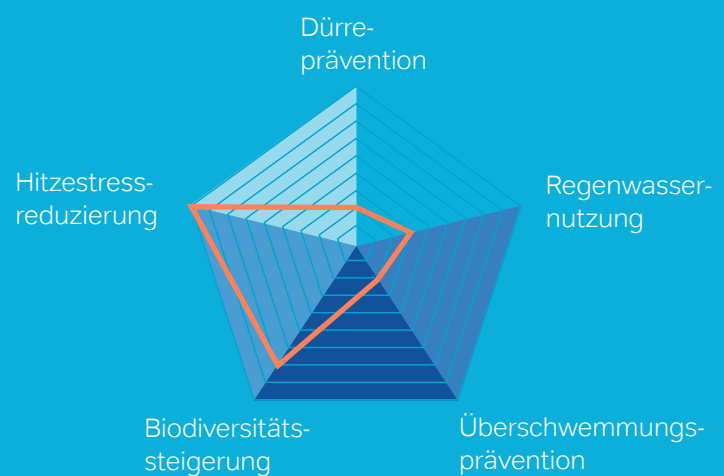 Dürre-
prävention
Hitzestress-
reduzierung
Regenwasser-
nutzung
Biodiversitäts-
steigerung
Überschwemmungs-
prävention